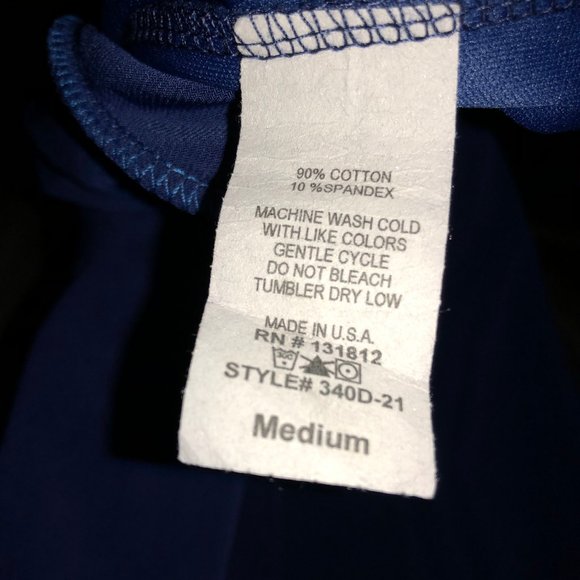 90% COTTON
10 %SPANDEX
MACHINE WASH COLD
WITH LIKE COLORS
GENTLE CYCLE
DO NOT BLEACH
TUMBLER DRY LOW
MADE IN U.S.A.
RN # 131812
STYLE# 340D-21
Medium